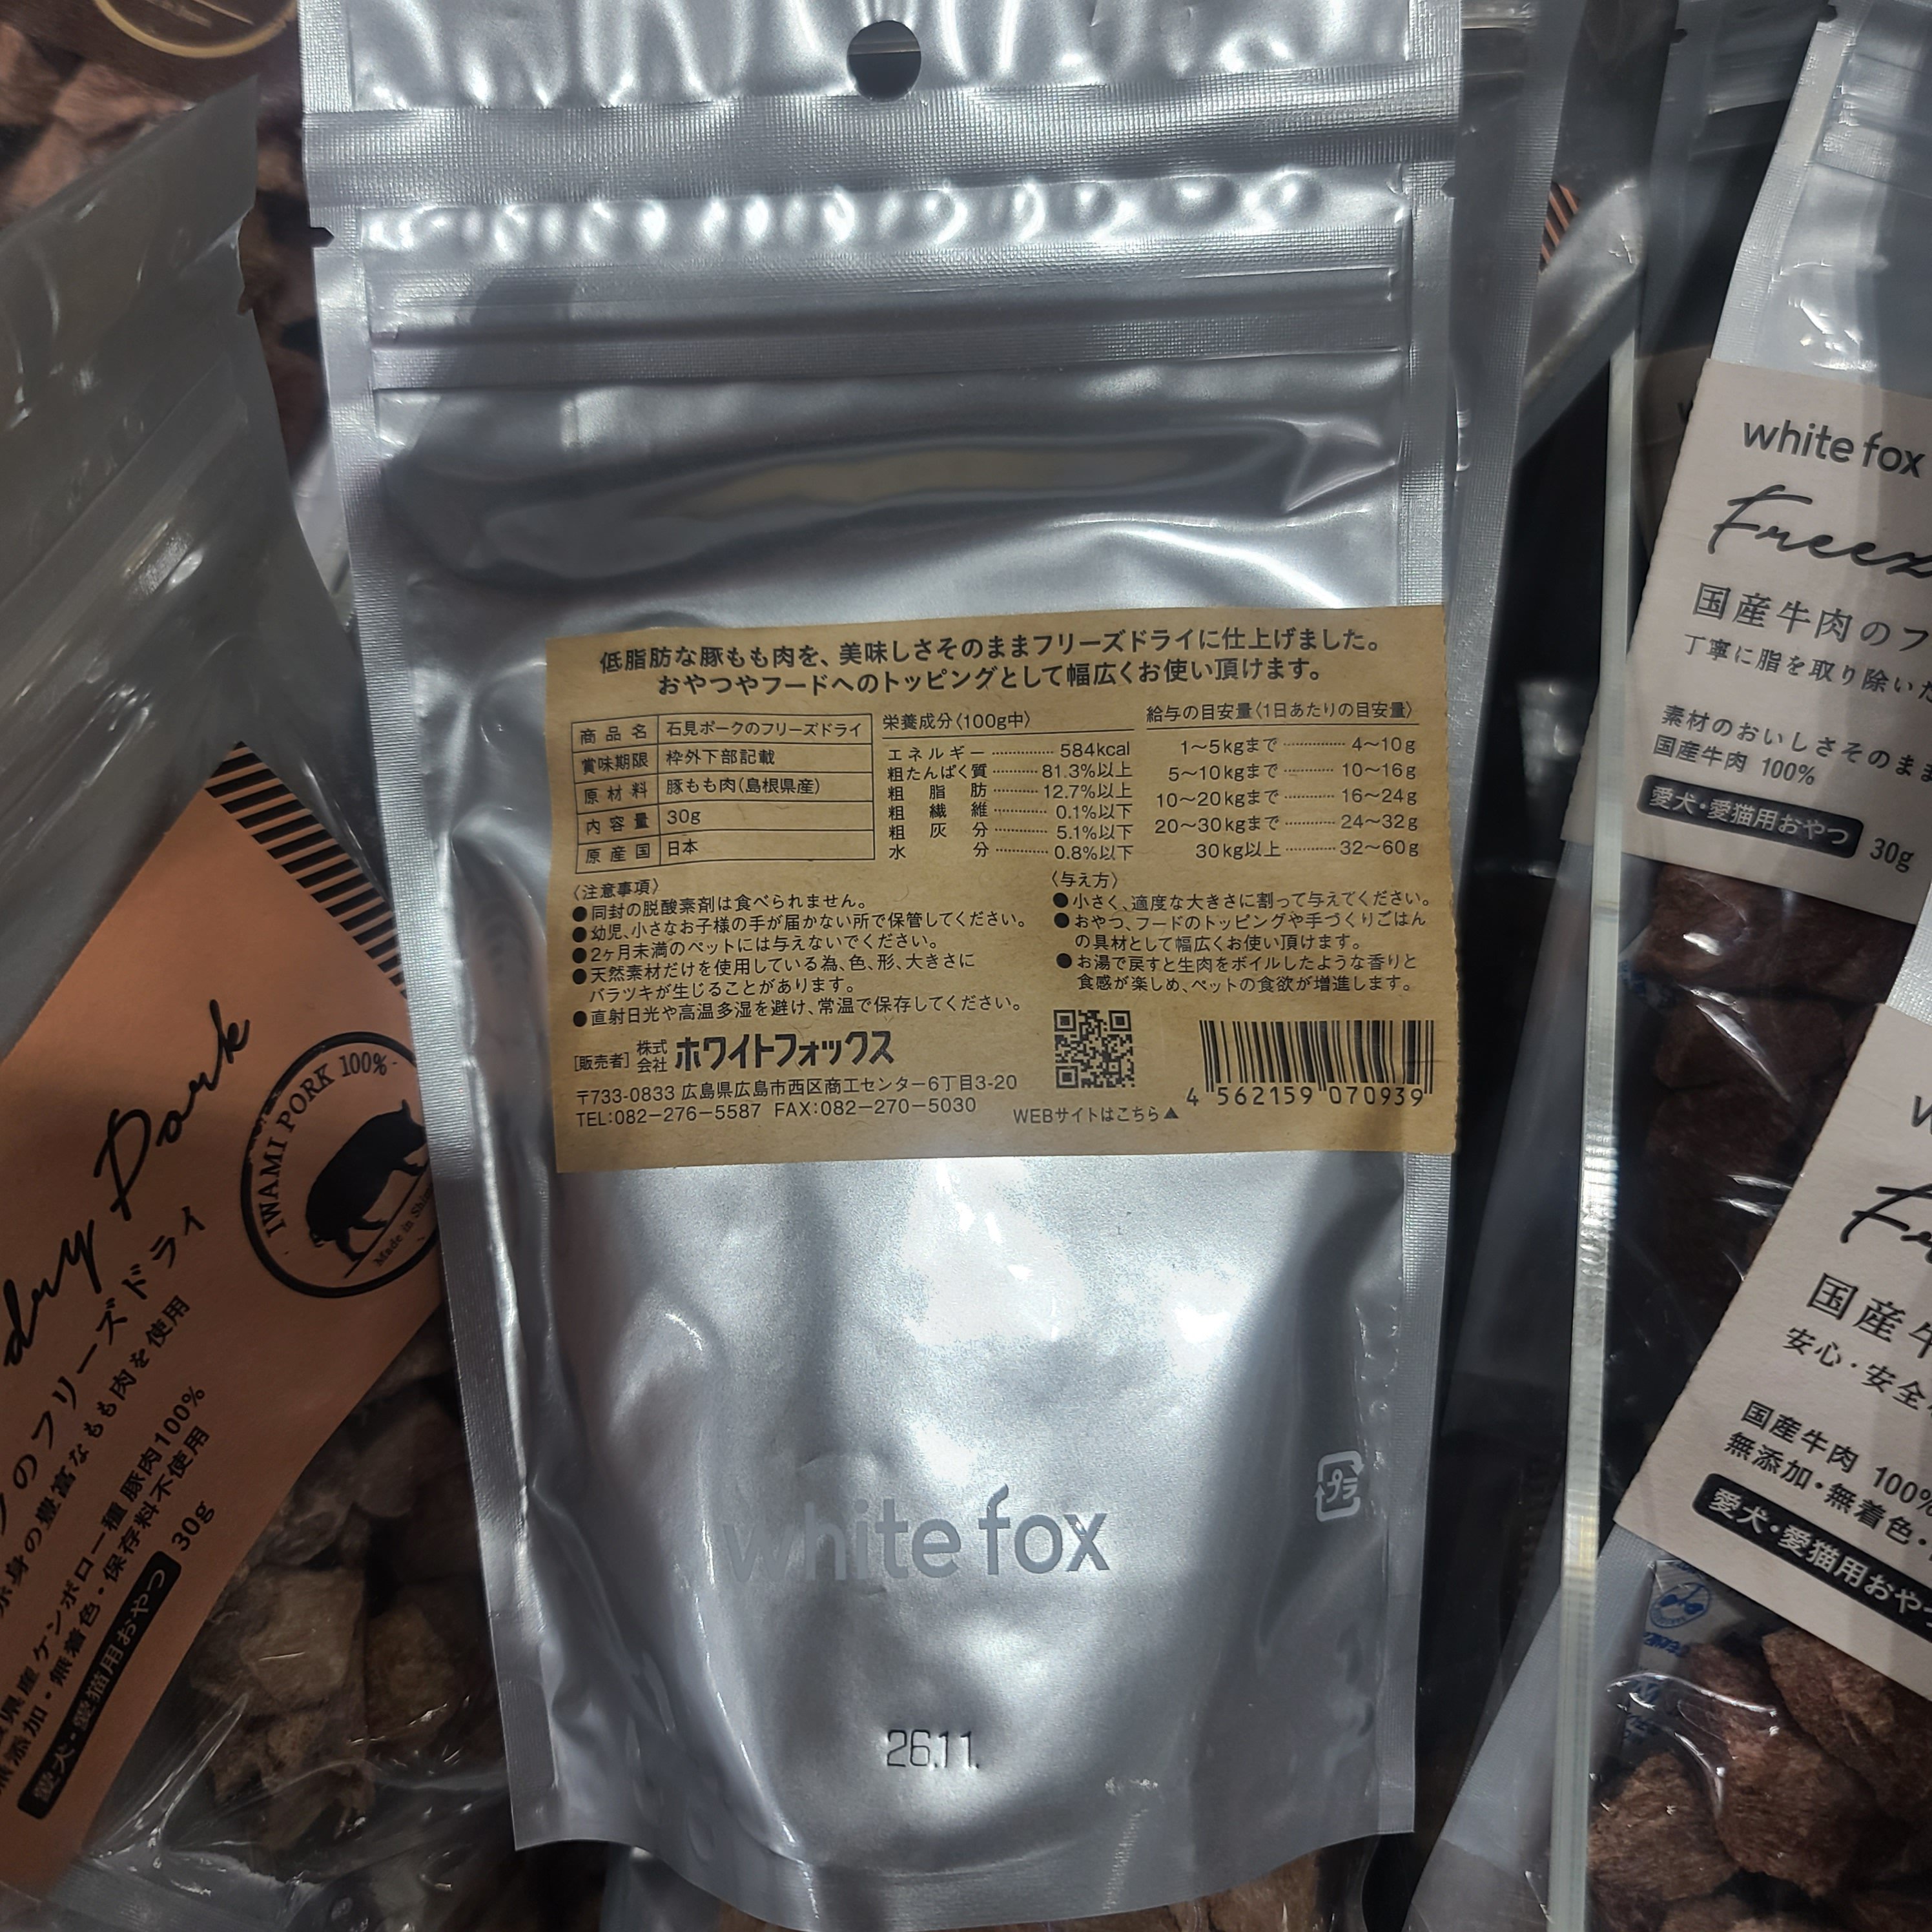 低脂肪な豚もも肉を、美味しさそのままフリーズドライに仕上げました。
おやつやフードへのトッピングとして幅広くお使い頂けます。
商品名 石見ポークのフリーズドライ
賞味期限 枠外下部記載
原材料 豚もも肉(島根県産)
内容量 30g
原産国 日本
栄養成分〈100g中〉
エネルギー 584kcal
粗たんぱく質 81.3%以上
粗脂肪 12.7%以上
粗繊維 0.1%以下
粗灰分 5.1%以下
水分 0.8%以下
給与の目安量〈1日あたりの目安量〉
1〜5kgまで 4〜10g
5〜10kgまで 10〜16g
10〜20kgまで 16〜24g
20〜30kgまで 24〜32g
30kg以上 32〜60g
〈注意事項〉
●同封の脱酸素剤は食べられません。
●幼児、小さなお子様の手が届かない所で保管してください。
●2ヶ月未満のペットには与えないでください。
●天然素材だけを使用している為、色、形、大きさに
バラツキが生じることがあります。
●直射日光や高温多湿を避け、常温で保存してください。
〈与え方〉
●小さく、適度な大きさに割って与えてください。
●おやつ、フードのトッピングや手づくりごはん
の具材として幅広くお使い頂けます。
●お湯で戻すと生肉をボイルしたような香りと
食感が楽しめ、ペットの食欲が増進します。
[販売者] 株式会社 ホワイトフォックス
〒733-0833 広島県広島市西区商工センター6丁目3-20
TEL:082-276-5587 FAX:082-270-5030
WEBサイトはこちら▲
4 562159 070939
white fox
プラ
26.11.
dry Pork
IWAMI PORK 100%
Made in
のフリーズドライ
身の豊富なもも肉を使用
県産 ケンボロー種 豚肉100%
無添加・無着色・保存料不使用
愛犬・愛猫用おやつ 30g
white fox
国産牛肉の
丁寧に脂を取り除いた
素材のおいしさそのまま
国産牛肉 100%
愛犬・愛猫用おやつ 30g
国産牛
安心・安全
国産牛肉 100%
無添加・無着色・
愛犬・愛猫用おやつ